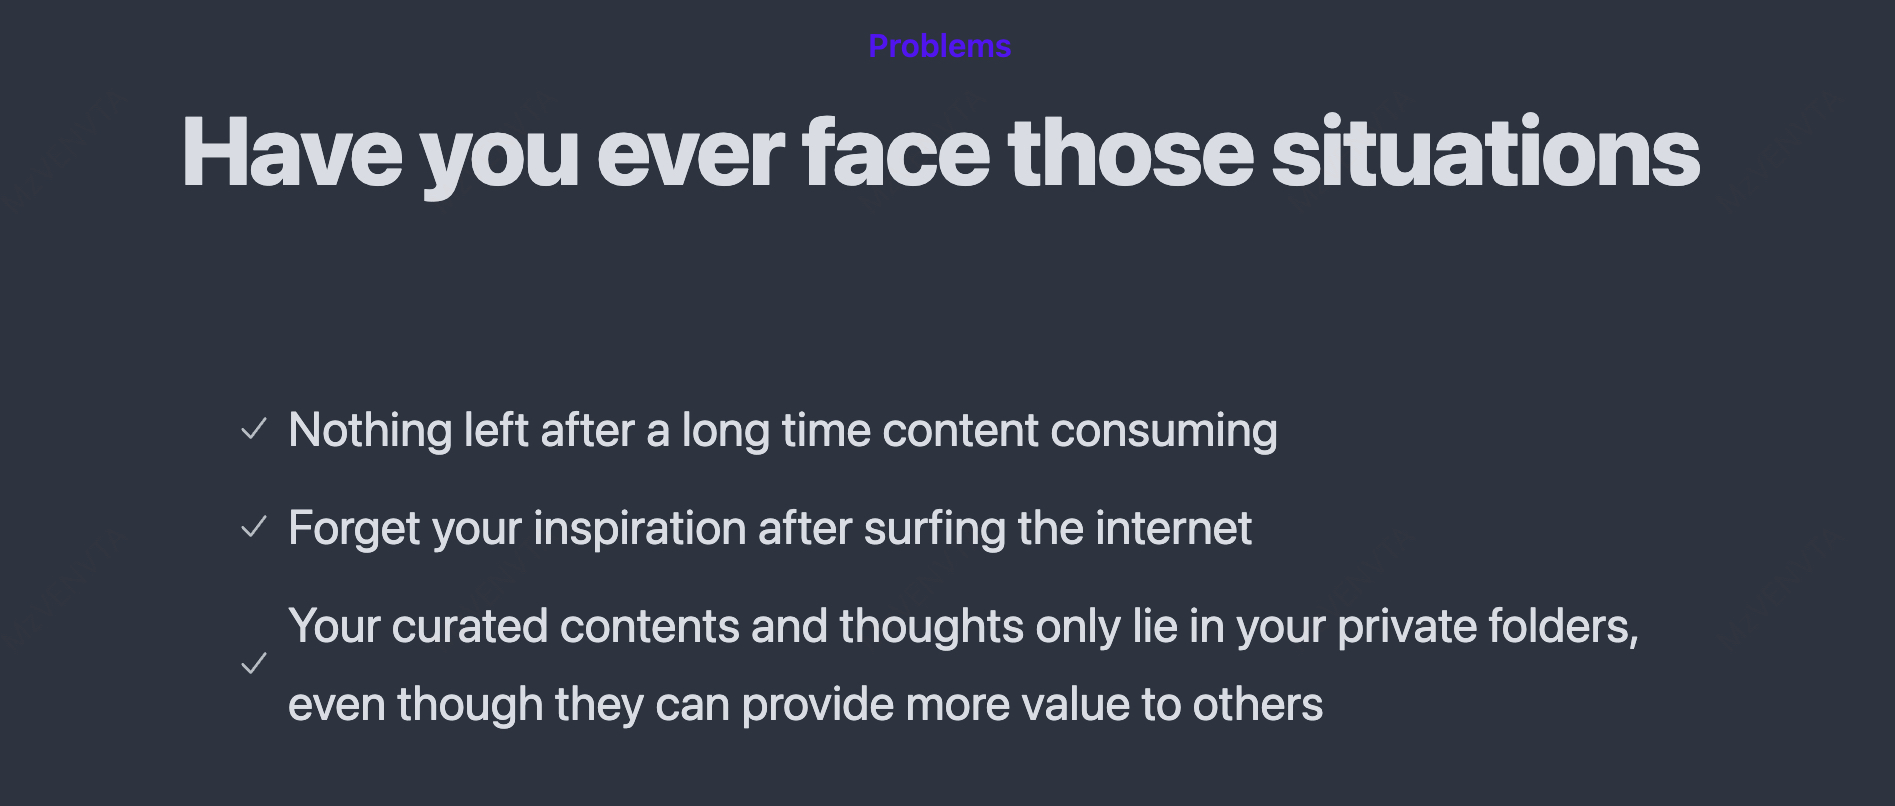 Problems
Have you ever face those situations
Nothing left after a long time content consuming
Forget your inspiration after surfing the internet
Your curated contents and thoughts only lie in your private folders,
even though they can provide more value to others